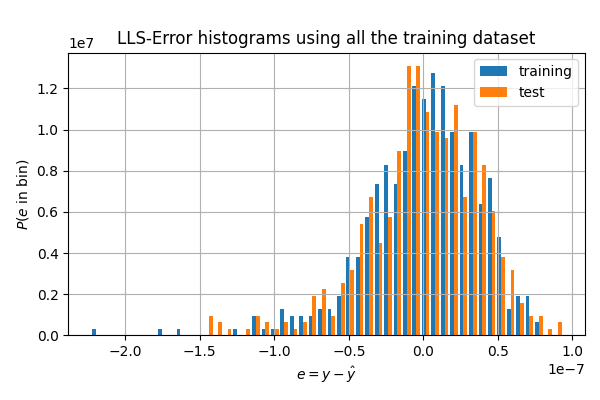 LLS-Error histograms using all the training dataset
1e7
training
test
1.2
1.0
0.8
0.6
0.4
0.2
0.0
P(e in bin)
−2.0 −1.5 −1.0 −0.5 0.0 0.5 1.0
1e−7
e = y − ŷ